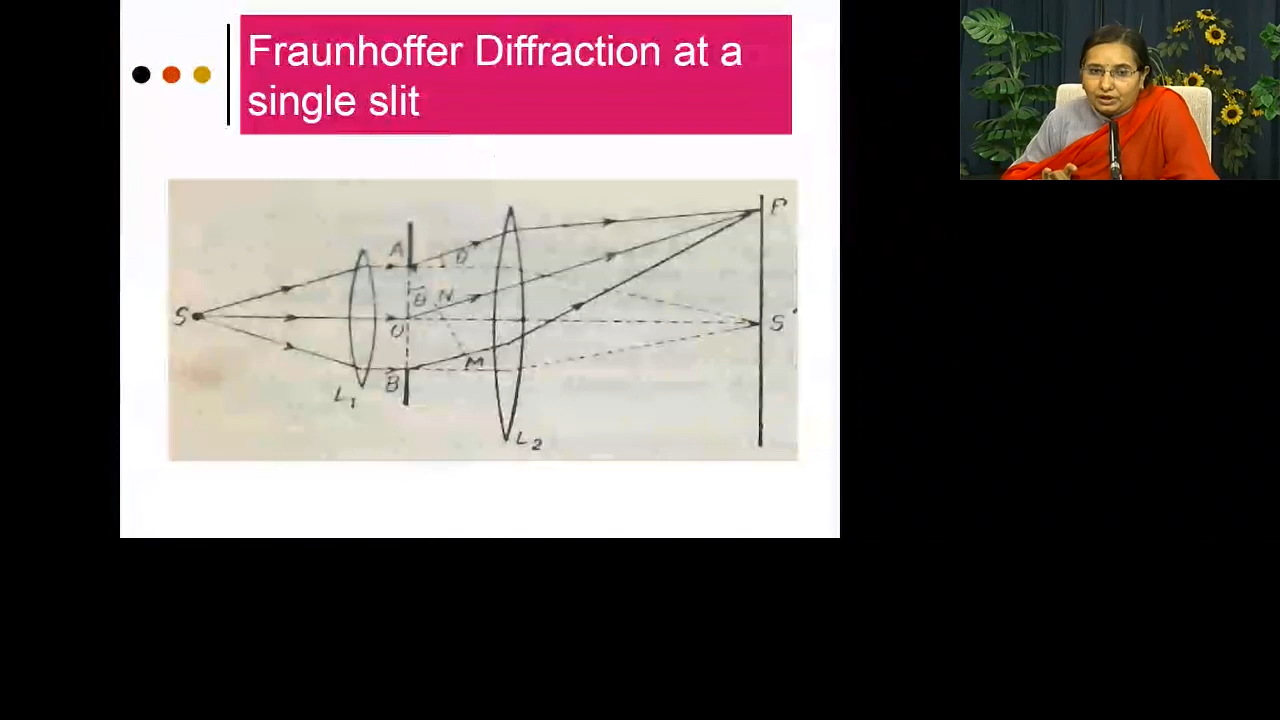 Fraunhoffer Diffraction at a
single slit
P
A
θ
θ N
S
O
S'
M
B
L₁
L₂